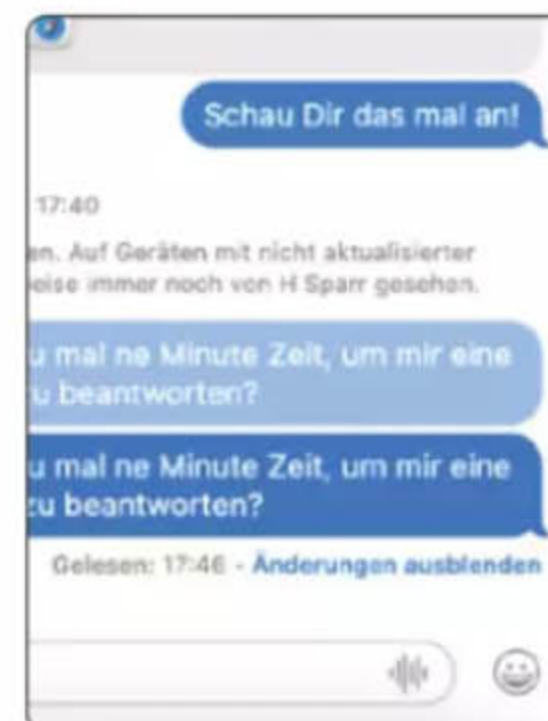 Schau Dir das mal an!
17:40
en. Auf Geräten mit nicht aktualisierter
eise immer noch von H Sparr gesehen.
u mal ne Minute Zeit, um mir eine
u beantworten?
u mal ne Minute Zeit, um mir eine
zu beantworten?
Gelesen: 17:46 - Änderungen ausblenden